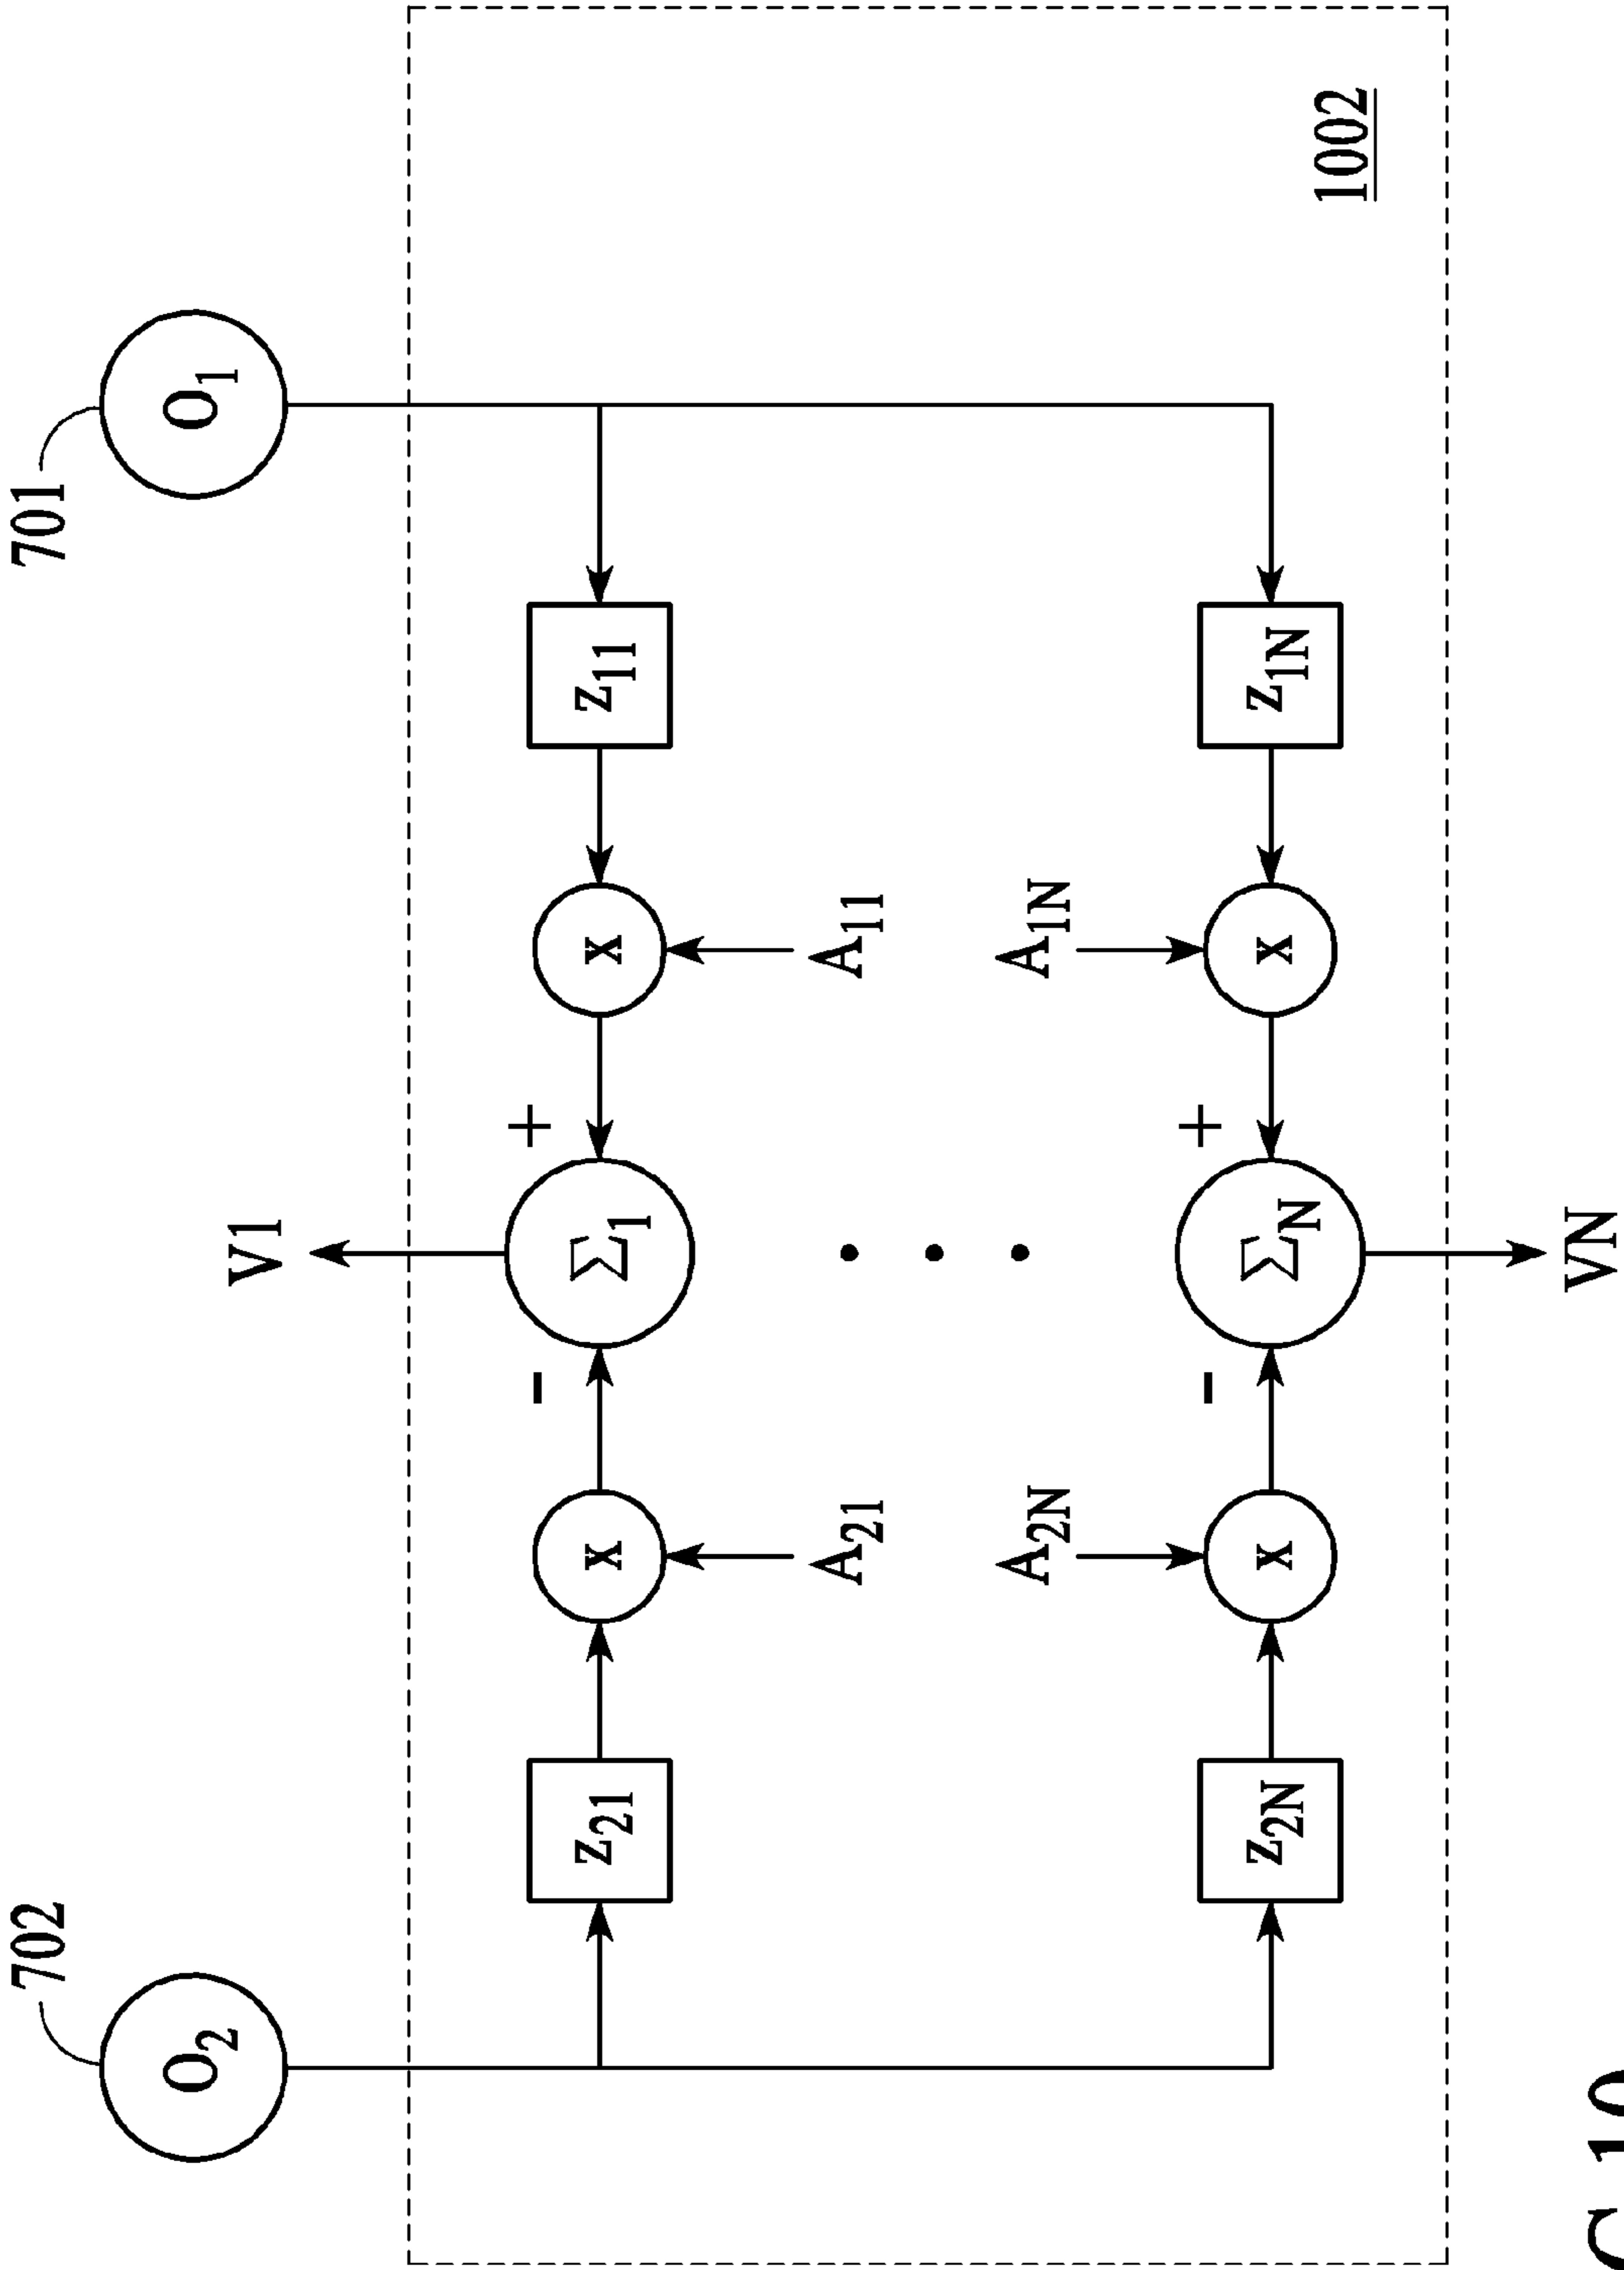 702
701
O2
O1
V1
- +
z21 x Σ1 x z11
A21
A11
A2N
A1N
- +
z2N x ΣN x z1N
1002
VN